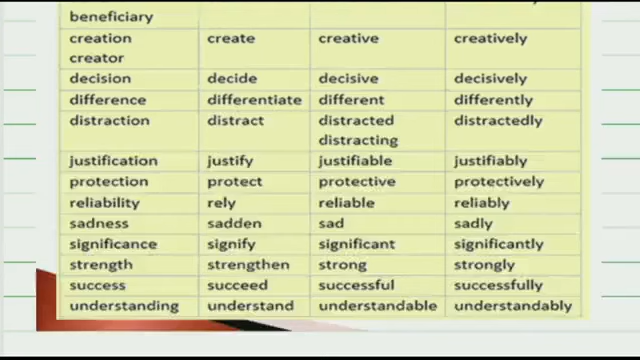 beneficiary
creation create creative creatively
creator
decision decide decisive decisively
difference differentiate different differently
distraction distract distracted distractedly
distracting
justification justify justifiable justifiably
protection protect protective protectively
reliability rely reliable reliably
sadness sadden sad sadly
significance signify significant significantly
strength strengthen strong strongly
success succeed successful successfully
understanding understand understandable understandably